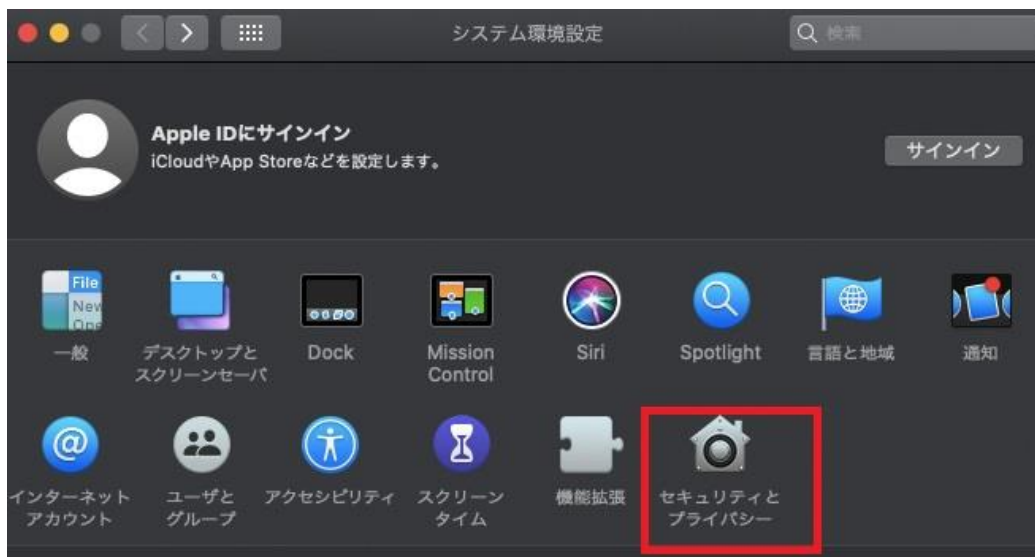 システム環境設定
検索
Apple IDにサインイン
iCloudやApp Storeなどを設定します。
サインイン
File
New
Ope
一般
デスクトップと
スクリーンセーバ
Dock
Mission
Control
Siri
Spotlight
言語と地域
通知
インターネット
アカウント
ユーザと
グループ
アクセシビリティ
スクリーン
タイム
機能拡張
セキュリティと
プライバシー